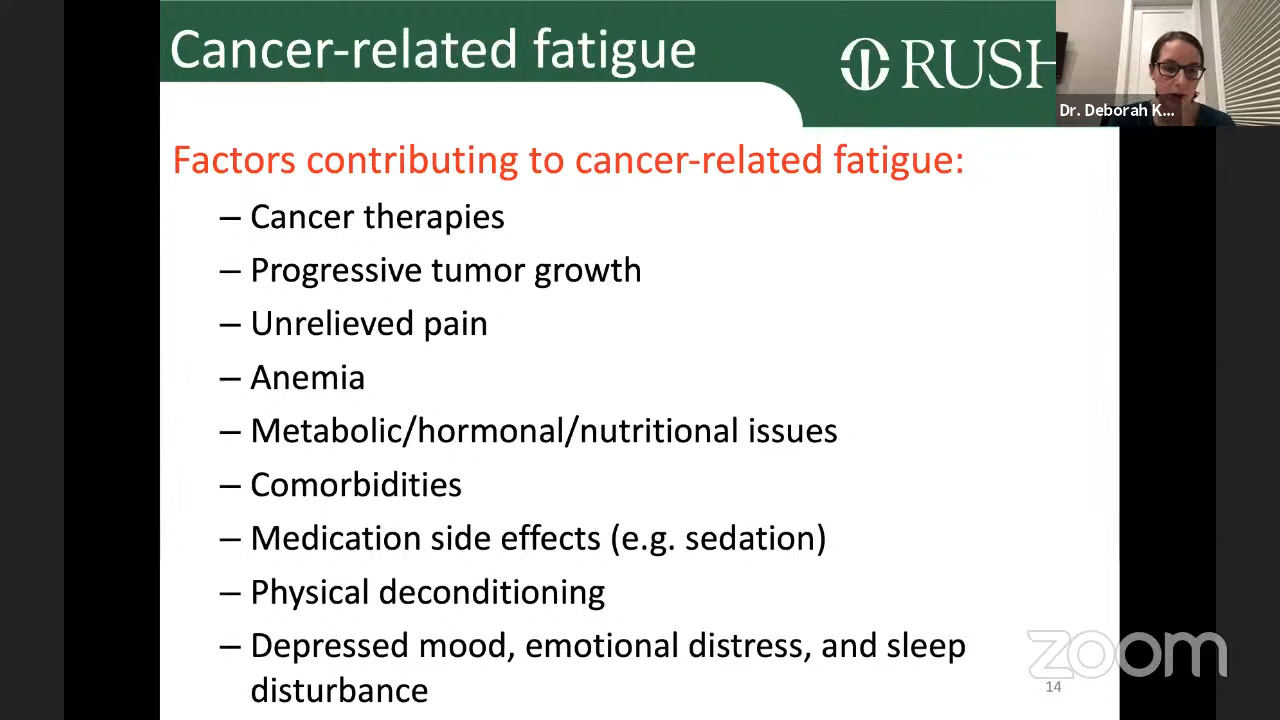 Cancer-related fatigue
RUSH
Dr. Deborah K...
Factors contributing to cancer-related fatigue:
– Cancer therapies
– Progressive tumor growth
– Unrelieved pain
– Anemia
– Metabolic/hormonal/nutritional issues
– Comorbidities
– Medication side effects (e.g. sedation)
– Physical deconditioning
– Depressed mood, emotional distress, and sleep
disturbance
zoom
14